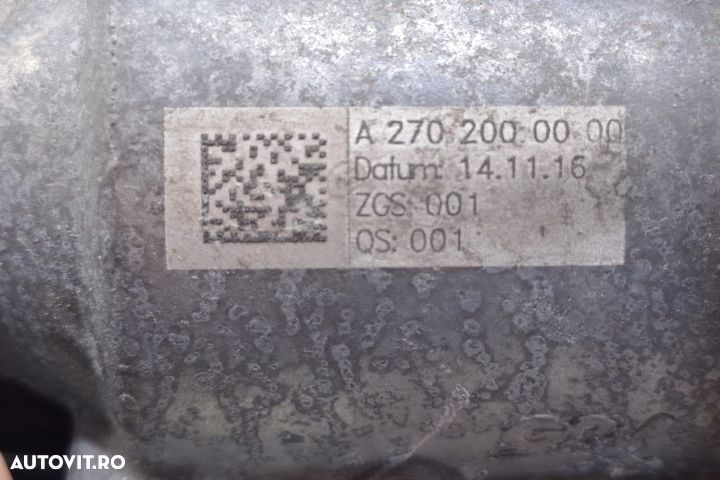 A 270 200 00 00
Datum: 14.11.16
ZGS: 001
QS: 001
AUTOVIT.RO